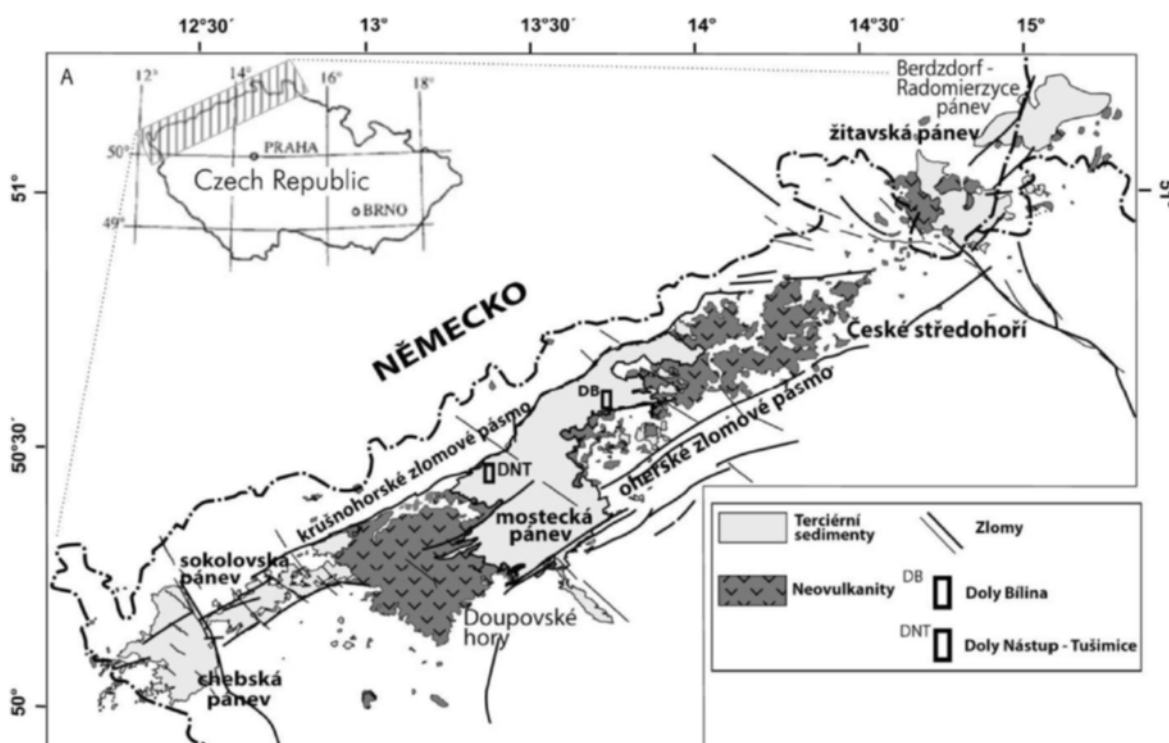 12°30´ 13° 13°30´ 14° 14°30´ 15°
A
12° 14° 16° 18°
50°
PRAHA
Czech Republic
BRNO
49°
Berdzdorf -
Radomierzyce
pánev
žitavská pánev
51°
51°
NĚMECKO
České středohoří
DB
krušnohorské zlomové pásmo
oherské zlomové pásmo
50°30´
DNT
mostecká
pánev
sokolovská
pánev
Doupovské
hory
chebská
pánev
50°
Terciérní
sedimenty
Zlomy
Neovulkanity
DB
Doly Bílina
DNT
Doly Nástup - Tušimice